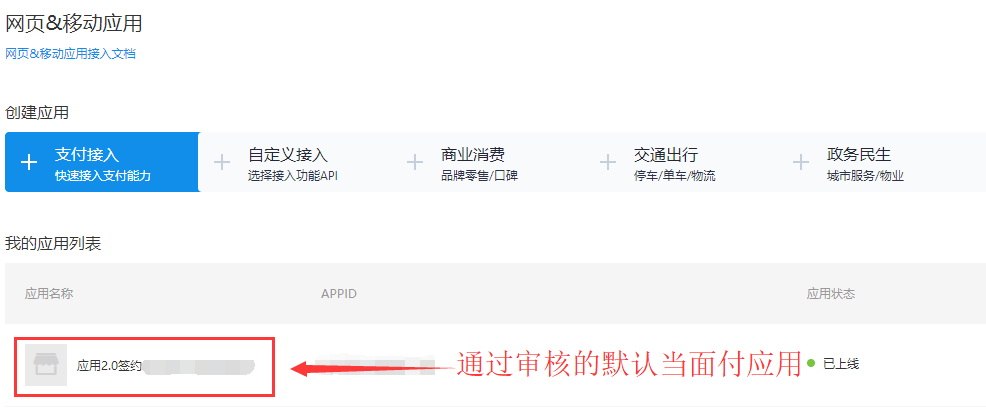 网页&移动应用
网页&移动应用接入文档
创建应用
支付接入
快速接入支付能力
自定义接入
选择接入功能API
商业消费
品牌零售/口碑
交通出行
停车/单车/物流
政务民生
城市服务/物业
我的应用列表
应用名称 APPID 应用状态
应用2.0签约 通过审核的默认当面付应用 已上线